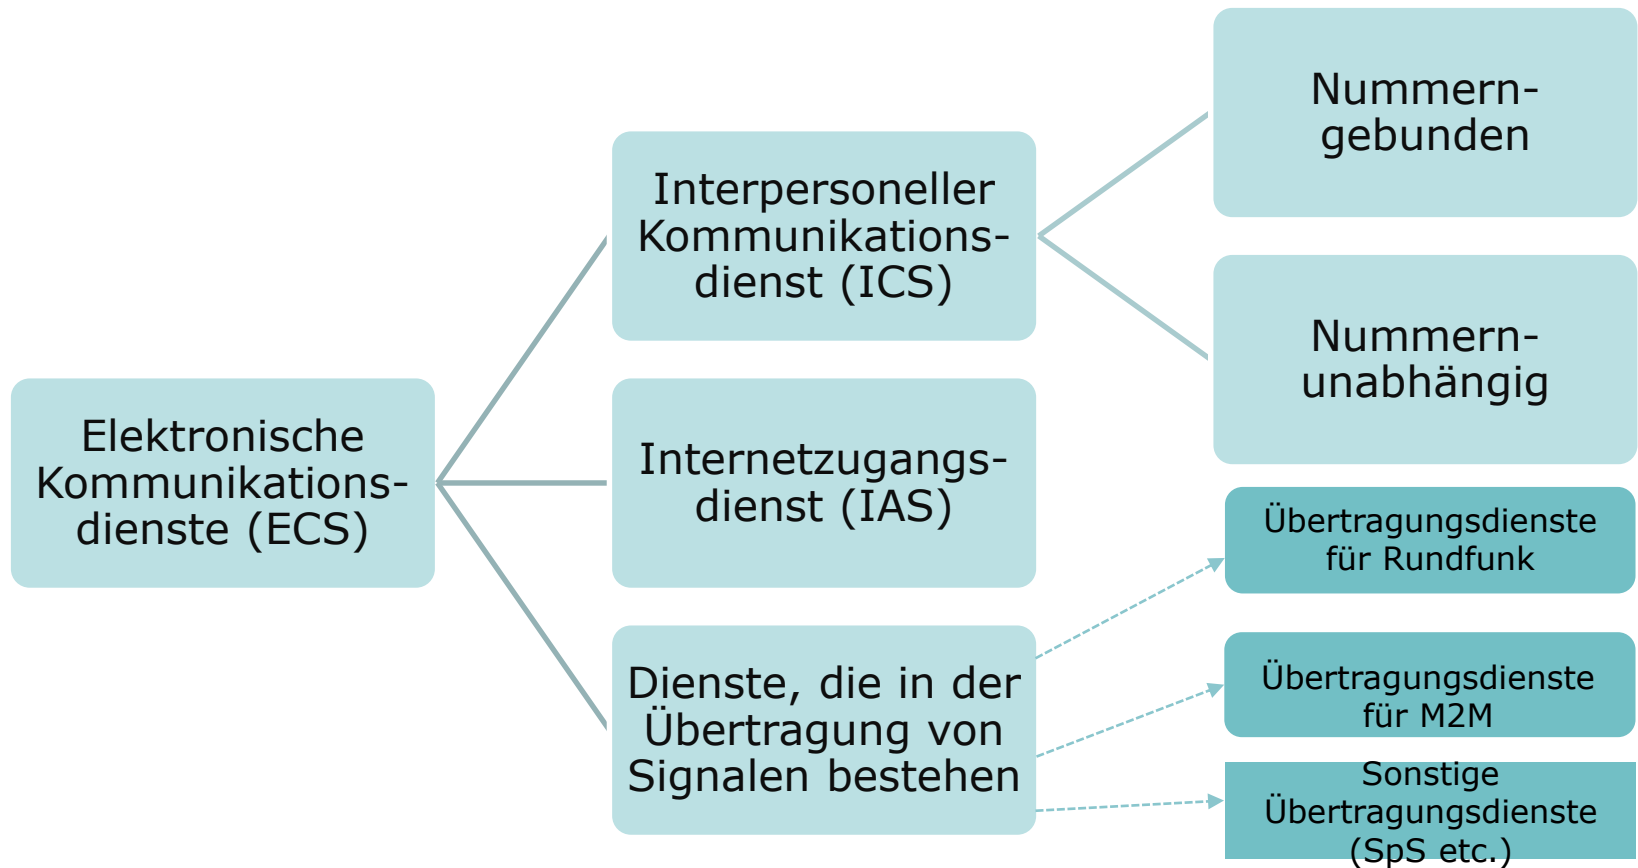 Elektronische
Kommunikations-
dienste (ECS)
Interpersoneller
Kommunikations-
dienst (ICS)
Nummern-
gebunden
Nummern-
unabhängig
Internetzugangs-
dienst (IAS)
Dienste, die in der
Übertragung von
Signalen bestehen
Übertragungsdienste
für Rundfunk
Übertragungsdienste
für M2M
Sonstige
Übertragungsdienste
(SpS etc.)